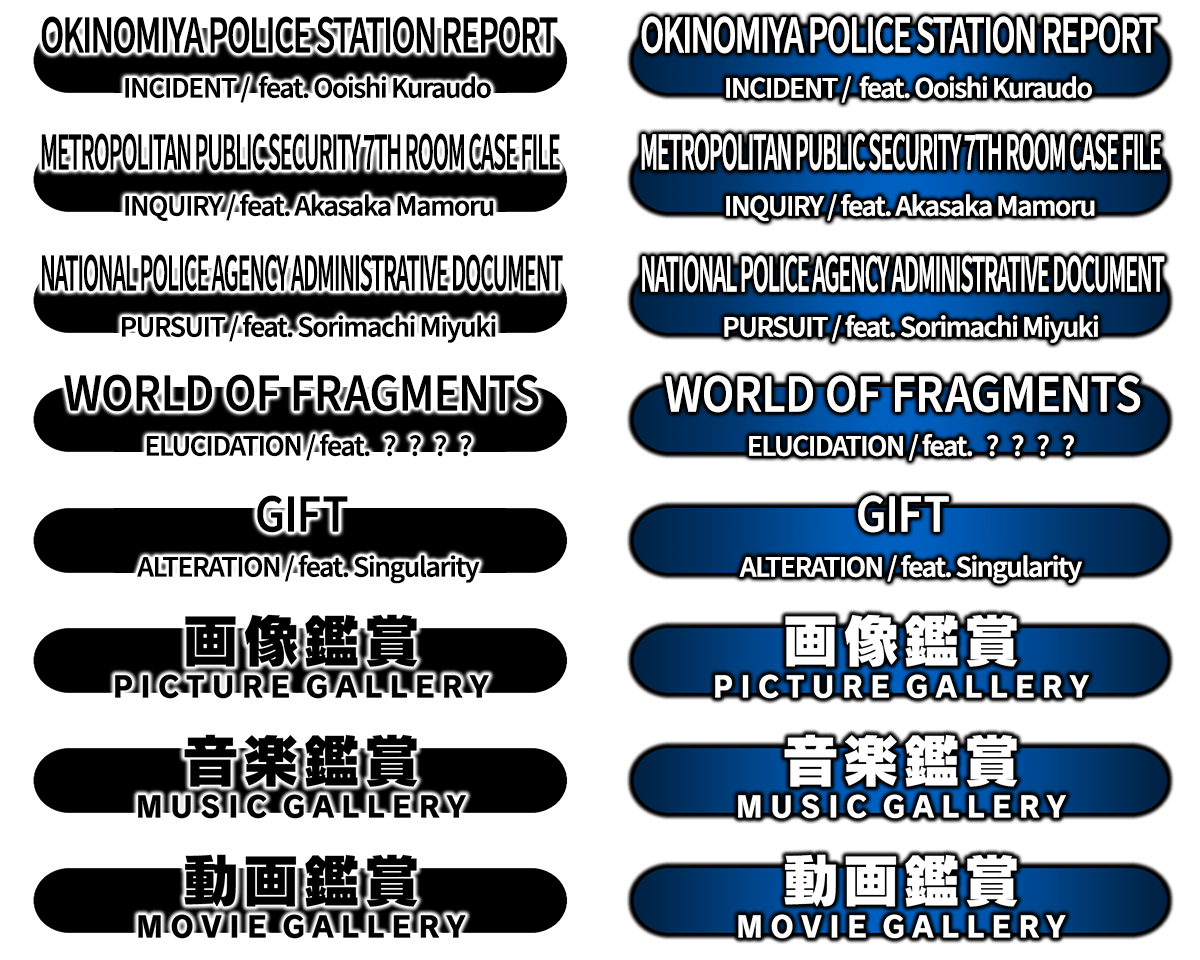 OKINOMIYA POLICE STATION REPORT
INCIDENT / feat. Ooishi Kuraudo
METROPOLITAN PUBLIC SECURITY 7TH ROOM CASE FILE
INQUIRY / feat. Akasaka Mamoru
NATIONAL POLICE AGENCY ADMINISTRATIVE DOCUMENT
PURSUIT / feat. Sorimachi Miyuki
WORLD OF FRAGMENTS
ELUCIDATION / feat. ????
GIFT
ALTERATION / feat. Singularity
画像鑑賞
PICTURE GALLERY
音楽鑑賞
MUSIC GALLERY
動画鑑賞
MOVIE GALLERY
OKINOMIYA POLICE STATION REPORT
INCIDENT / feat. Ooishi Kuraudo
METROPOLITAN PUBLIC SECURITY 7TH ROOM CASE FILE
INQUIRY / feat. Akasaka Mamoru
NATIONAL POLICE AGENCY ADMINISTRATIVE DOCUMENT
PURSUIT / feat. Sorimachi Miyuki
WORLD OF FRAGMENTS
ELUCIDATION / feat. ????
GIFT
ALTERATION / feat. Singularity
画像鑑賞
PICTURE GALLERY
音楽鑑賞
MUSIC GALLERY
動画鑑賞
MOVIE GALLERY